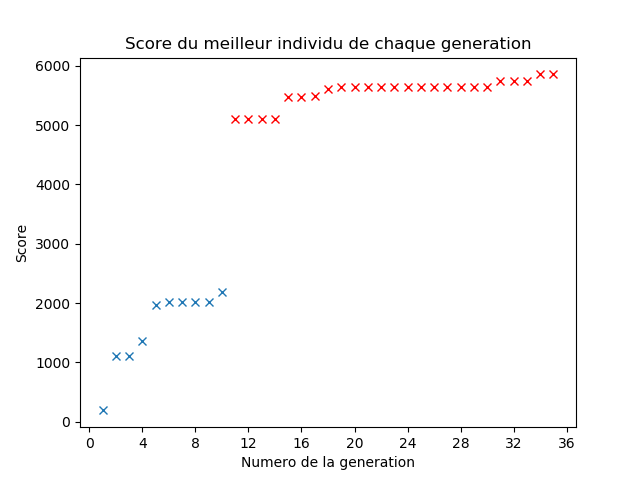 Score du meilleur individu de chaque generation
6000
5000
4000
3000
2000
1000
0
Score
0 4 8 12 16 20 24 28 32 36
Numero de la generation